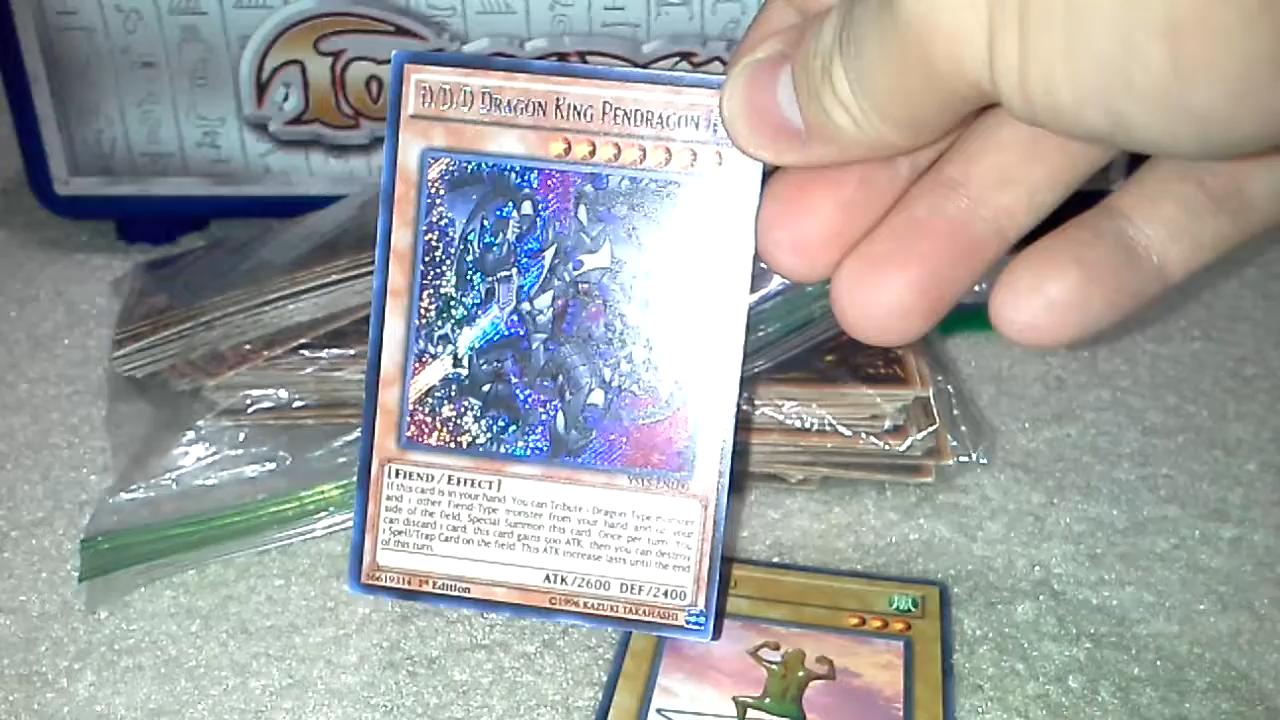 D/D/D DRAGON KING PENDRAGON
[FIEND / EFFECT]
If this card is in your hand: You can Tribute 1 Dragon-Type monster
and 1 other Fiend-Type monster from your hand and/or your
side of the field; Special Summon this card. Once per turn: You
can discard 1 card; this card gains 500 ATK, then you can destroy
1 Spell/Trap Card on the field. This ATK increase lasts until the end
of this turn.
ATK/2600 DEF/2400
1st Edition
©1996 KAZUKI TAKAHASHI